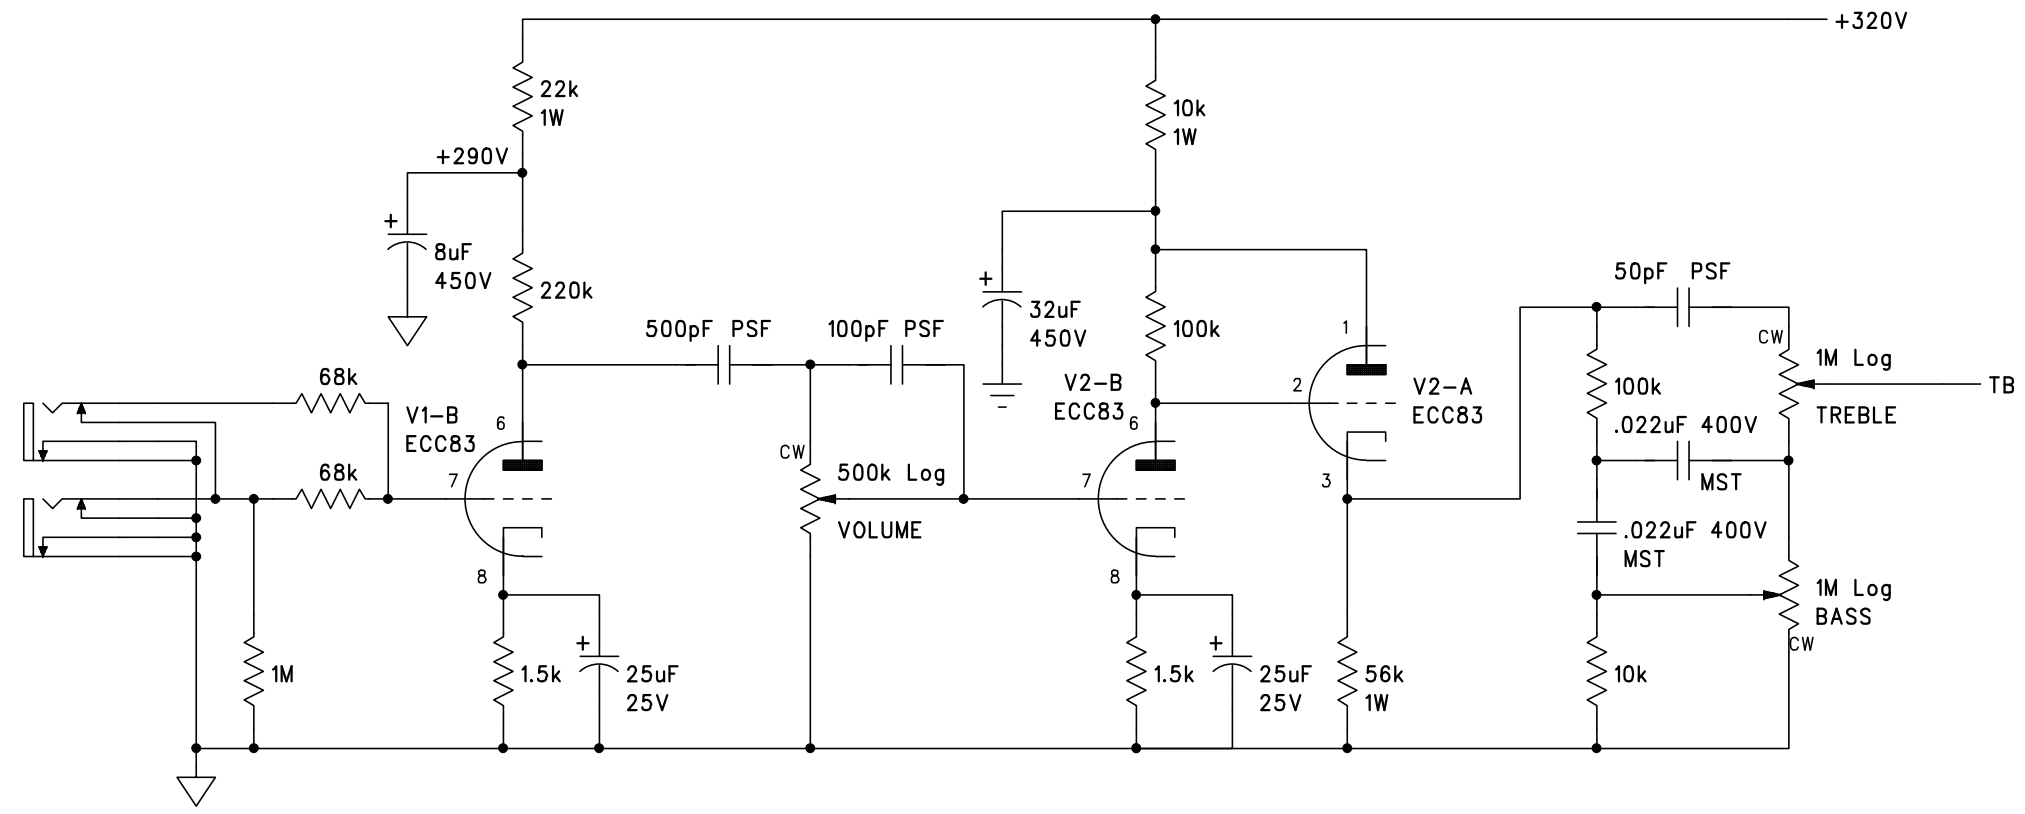 +320V
22k
1W
10k
1W
+290V
+
8uF
450V
220k
500pF PSF
100pF PSF
+
32uF
450V
100k
50pF PSF
CW
1M Log
TREBLE
TB
1
2
V2-A
ECC83
3
100k
.022uF 400V
MST
.022uF 400V
MST
68k
68k
V1-B
ECC83
6
7
8
CW
500k Log
VOLUME
V2-B
ECC83
6
7
8
1M
1.5k
+
25uF
25V
1.5k
+
25uF
25V
56k
1W
10k
1M Log
BASS
CW